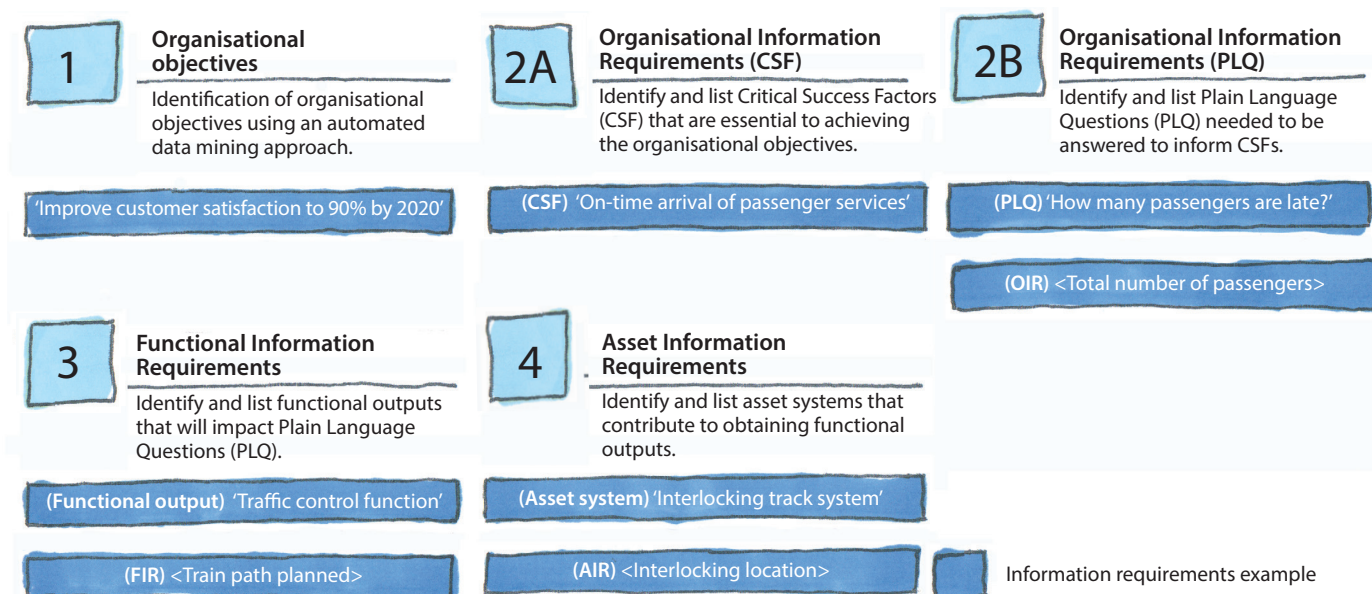 1
Organisational
objectives
Identification of organisational
objectives using an automated
data mining approach.
'Improve customer satisfaction to 90% by 2020'
2A
Organisational Information
Requirements (CSF)
Identify and list Critical Success Factors
(CSF) that are essential to achieving
the organisational objectives.
(CSF) 'On-time arrival of passenger services'
2B
Organisational Information
Requirements (PLQ)
Identify and list Plain Language
Questions (PLQ) needed to be
answered to inform CSFs.
(PLQ) 'How many passengers are late?'
(OIR) <Total number of passengers>
3
Functional Information
Requirements
Identify and list functional outputs
that will impact Plain Language
Questions (PLQ).
(Functional output) 'Traffic control function'
(FIR) <Train path planned>
4
Asset Information
Requirements
Identify and list asset systems that
contribute to obtaining functional
outputs.
(Asset system) 'Interlocking track system'
(AIR) <Interlocking location>
Information requirements example